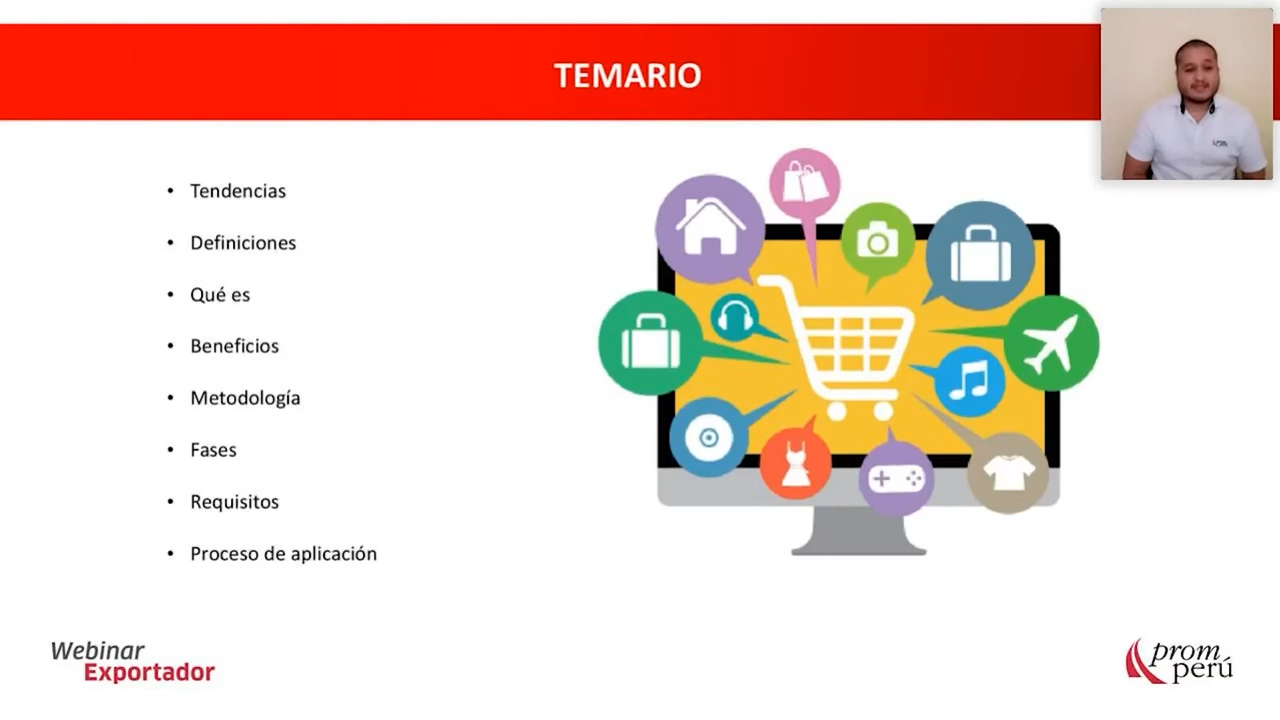 TEMARIO
• Tendencias
• Definiciones
• Qué es
• Beneficios
• Metodología
• Fases
• Requisitos
• Proceso de aplicación
Webinar
Exportador
prom
perú